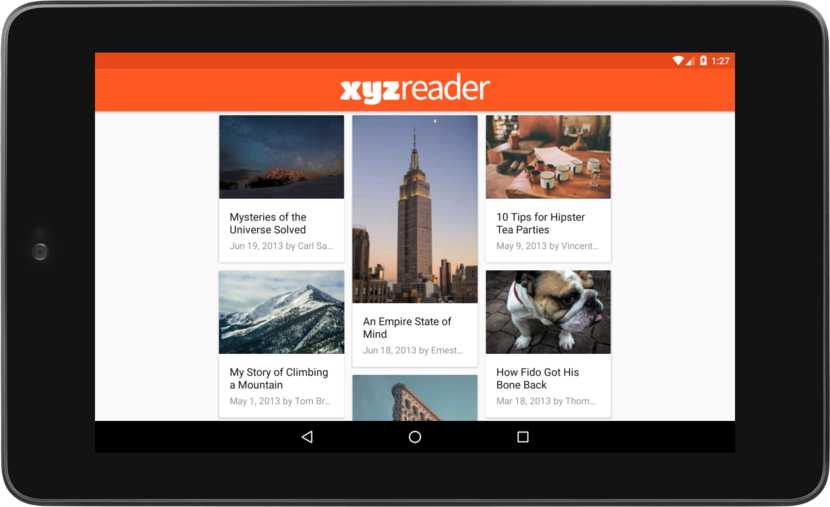 1:27
xyzreader
Mysteries of the
Universe Solved
Jun 19, 2013 by Carl Sa...
An Empire State of
Mind
Jun 18, 2013 by Ernest...
10 Tips for Hipster
Tea Parties
May 9, 2013 by Vincent...
My Story of Climbing
a Mountain
May 1, 2013 by Tom Br...
How Fido Got His
Bone Back
Mar 18, 2013 by Thom...